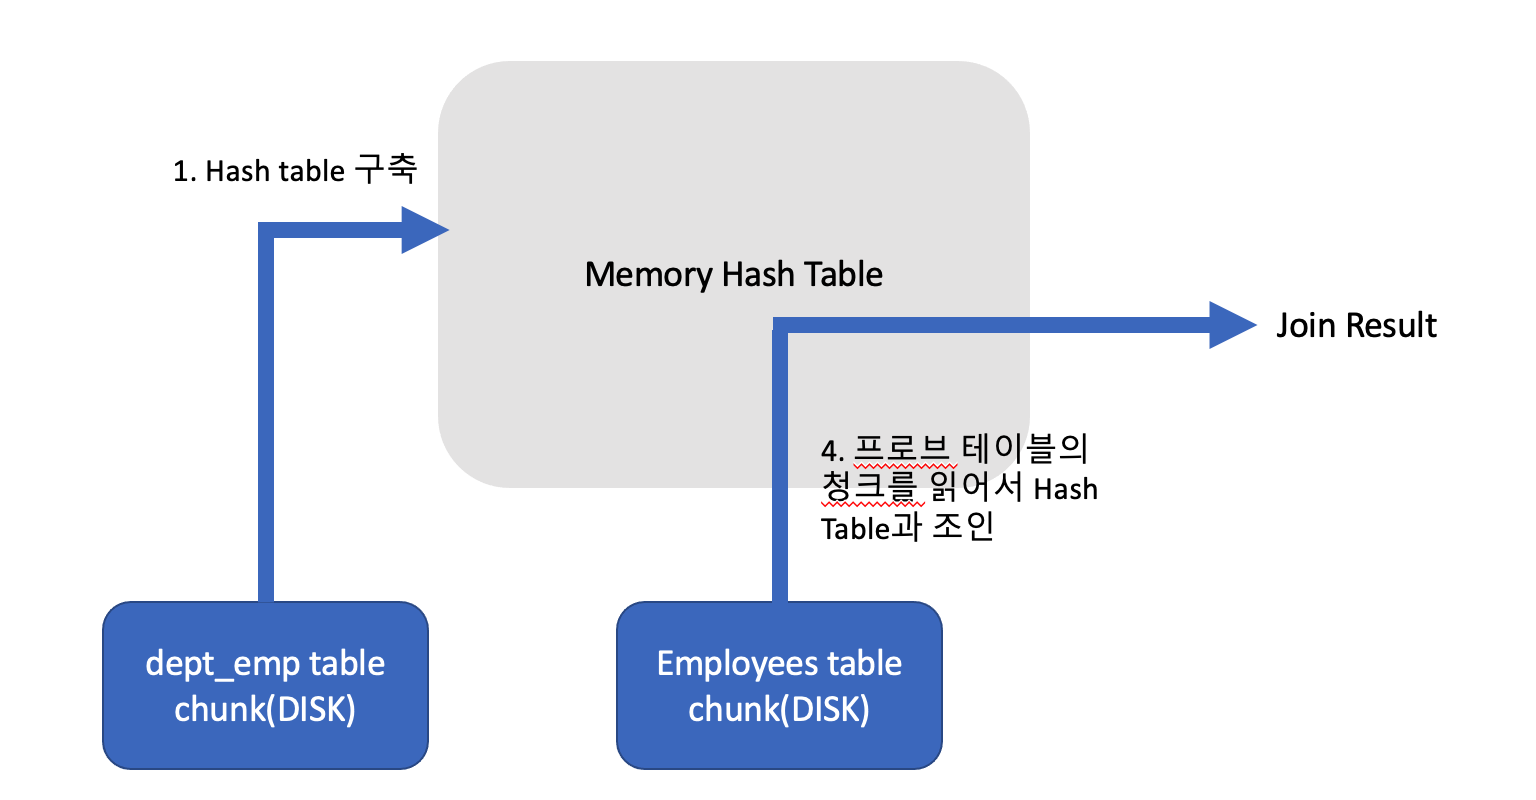 1. Hash table 구축
Memory Hash Table
Join Result
4. 프로브 테이블의
청크를 읽어서 Hash
Table과 조인
dept_emp table
chunk(DISK)
Employees table
chunk(DISK)